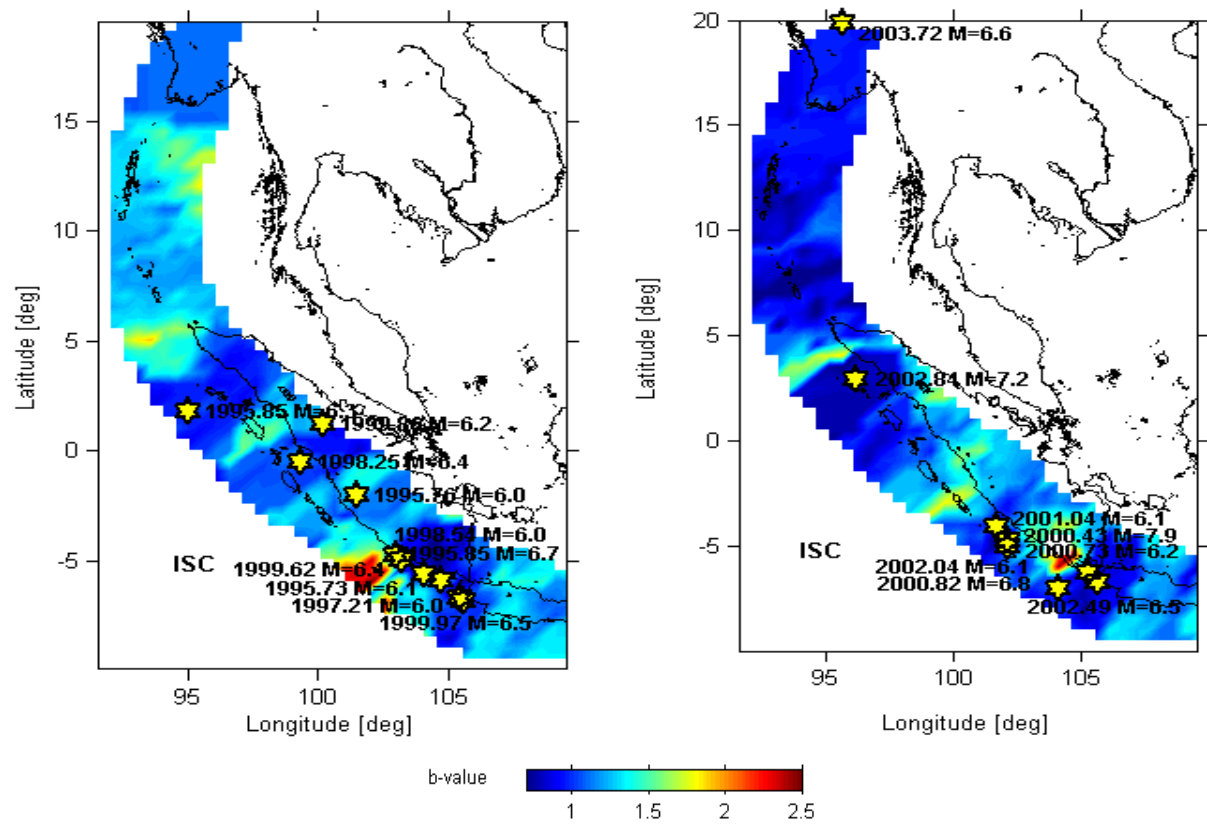 20
2003.72 M=6.6
15
15
10
10
Latitude [deg]
Latitude [deg]
5
5
2002.84 M=7.2
1995.85 M=6.
M=6.2
0
0
1998.25 M=6.4
1995.76 M=6.0
2001.04 M=6.1
1998.54 M=6.0
2000.43 M=7.9
-5
1995.85 M=6.7
-5
2000.73 M=6.2
ISC
ISC
1999.62 M=6.4
2002.04 M=6.1
1995.73 M=6.1
2000.82 M=6.8
1997.21 M=6.0
2002.49 M=6.5
1999.97 M=6.5
95
100
105
95
100
105
Longitude [deg]
Longitude [deg]
b-value
1
1.5
2
2.5